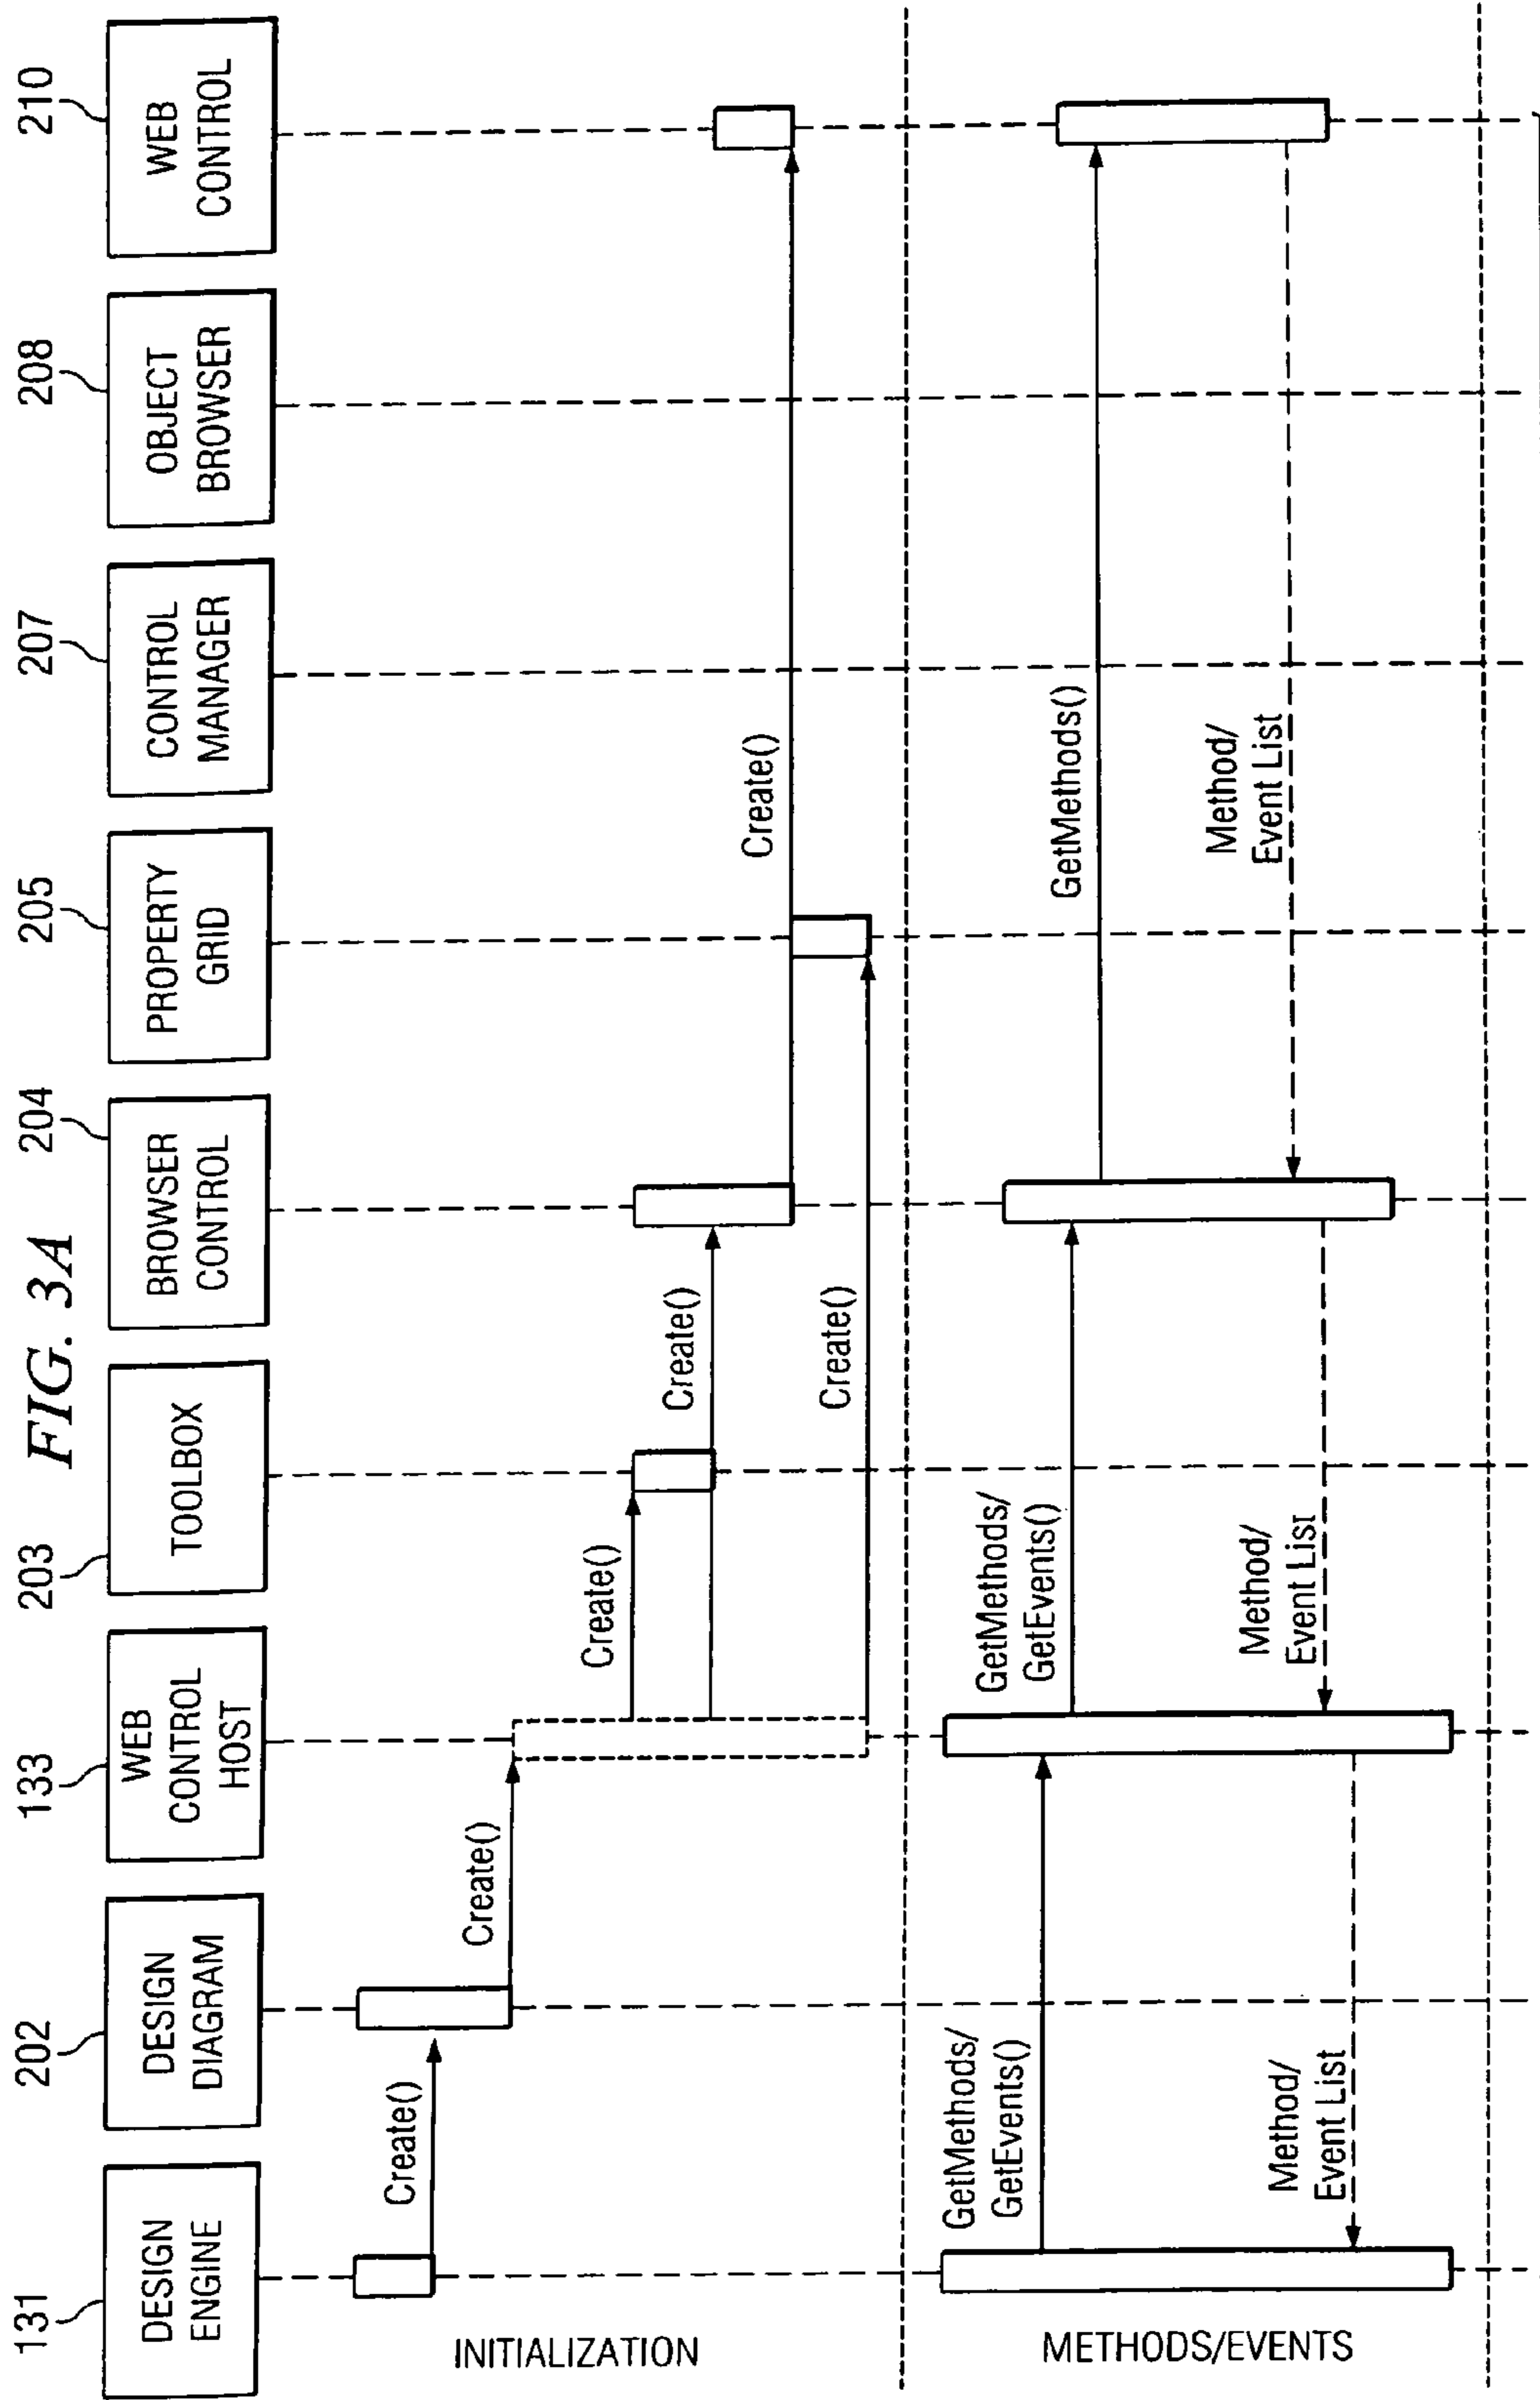 FIG. 3A
131
202
133
203
204
205
207
208
210
DESIGN
ENGINE
DESIGN
DIAGRAM
WEB
CONTROL
HOST
TOOLBOX
BROWSER
CONTROL
PROPERTY
GRID
CONTROL
MANAGER
OBJECT
BROWSER
WEB
CONTROL
INITIALIZATION
Create()
Create()
Create()
Create()
Create()
Create()
METHODS/EVENTS
GetMethods/
GetEvents()
GetMethods/
GetEvents()
GetMethods()
Method/
Event List
Method/
Event List
Method/
Event List